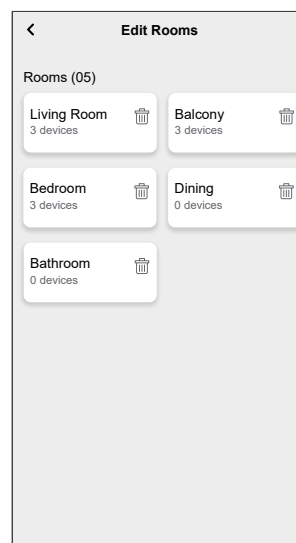 Edit Rooms
Rooms (05)
Living Room
3 devices
Balcony
3 devices
Bedroom
3 devices
Dining
0 devices
Bathroom
0 devices